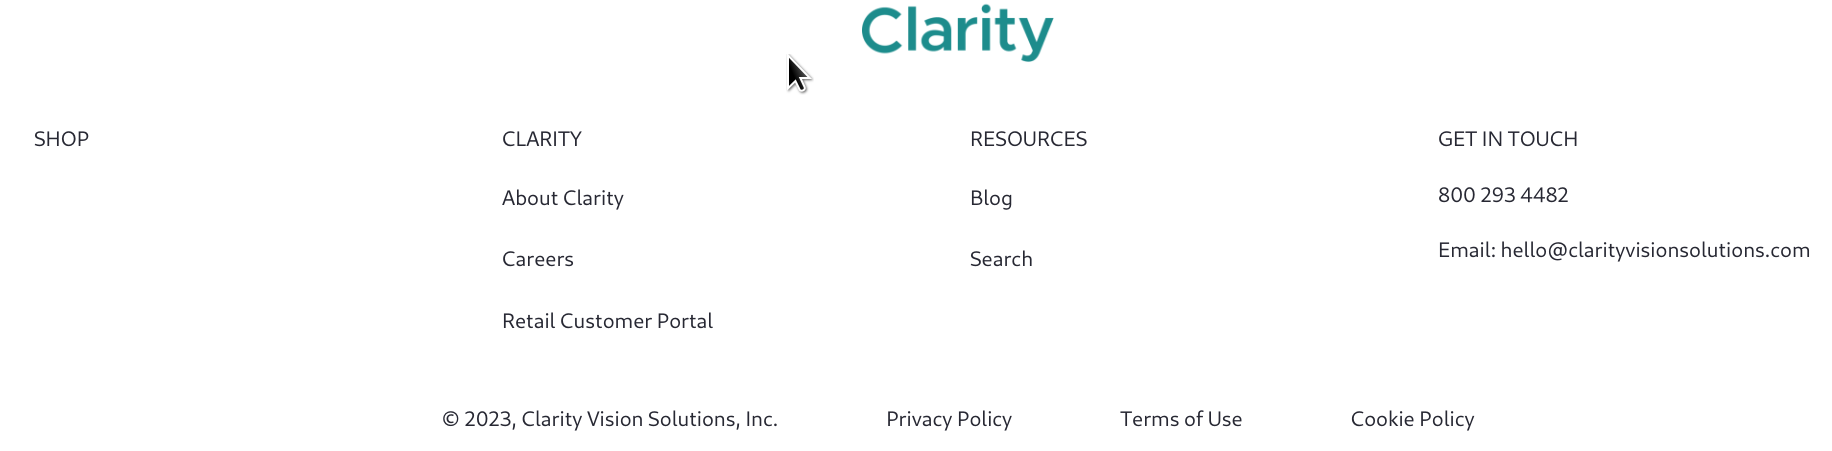 Clarity
SHOP
CLARITY
About Clarity
Careers
Retail Customer Portal
RESOURCES
Blog
Search
GET IN TOUCH
800 293 4482
Email: hello@clarityvisionsolutions.com
© 2023, Clarity Vision Solutions, Inc.
Privacy Policy
Terms of Use
Cookie Policy